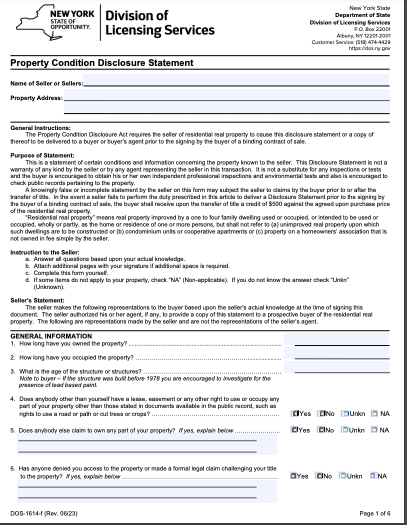 NEW YORK
STATE OF
OPPORTUNITY.
Division of
Licensing Services
New York State
Department of State
Division of Licensing Services
P.O. Box 22001
Albany, NY 12201-2001
Customer Service: (518) 474-4429
https://dos.ny.gov
Property Condition Disclosure Statement
Name of Seller or Sellers:
Property Address:
General Instructions:
The Property Condition Disclosure Act requires the seller of residential real property to cause this disclosure statement or a copy of
thereof to be delivered to a buyer or buyer's agent prior to the signing by the buyer of a binding contract of sale.
Purpose of Statement:
This is a statement of certain conditions and information concerning the property known to the seller. This Disclosure Statement is not a
warranty of any kind by the seller or by any agent representing the seller in this transaction. It is not a substitute for any inspections or tests
and the buyer is encouraged to obtain his or her own independent professional inspections and environmental tests and also is encouraged to
check public records pertaining to the property.
A knowingly false or incomplete statement by the seller on this form may subject the seller to claims by the buyer prior to or after the
transfer of title. In the event a seller fails to perform the duty prescribed in this article to deliver a Disclosure Statement prior to the signing by
the buyer of a binding contract of sale, the buyer shall receive upon the transfer of title a credit of $500 against the agreed upon purchase price
of the residential real property.
"Residential real property" means real property improved by a one to four family dwelling used or occupied, or intended to be used or
occupied, wholly or partly, as the home or residence of one or more persons, but shall not refer to (a) unimproved real property upon which
such dwellings are to be constructed or (b) condominium units or cooperative apartments or (c) property on a homeowners' association that is
not owned in fee simple by the seller.
Instruction to the Seller:
a. Answer all questions based upon your actual knowledge.
b. Attach additional pages with your signature if additional space is required.
c. Complete this form yourself.
d. If some items do not apply to your property, check "NA" (Non-applicable). If you do not know the answer check "Unkn"
(Unknown).
Seller's Statement:
The seller makes the following representations to the buyer based upon the seller's actual knowledge at the time of signing this
document. The seller authorized his or her agent, if any, to provide a copy of this statement to a prospective buyer of the residential real
property. The following are representations made by the seller and are not the representations of the seller's agent.
GENERAL INFORMATION
1. How long have you owned the property?
2. How long have you occupied the property?
3. What is the age of the structure or structures?
Note to buyer – If the structure was built before 1978 you are encouraged to investigate for the
presence of lead based paint.
4. Does anybody other than yourself have a lease, easement or any other right to use or occupy any
part of your property other than those stated in documents available in the public record, such as
rights to use a road or path or cut trees or crops? Yes No Unkn NA
5. Does anybody else claim to own any part of your property? If yes, explain below Yes No Unkn NA
6. Has anyone denied you access to the property or made a formal legal claim challenging your title
to the property? If yes, explain below Yes No Unkn NA
DOS-1614-f (Rev. 06/23)
Page 1 of 6